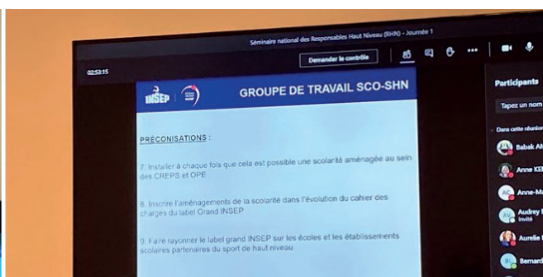 Séminaire national des Responsables Haut Niveau (RHN) - Journée 1
02:53:15
Demander le contrôle
INSEP
GROUPE DE TRAVAIL SCO-SHN
PRÉCONISATIONS :
7. Installer à chaque fois que cela est possible une scolarité aménagée au sein
des CREPS et OPE
8. Inscrire l'aménagements de la scolarité dans l'évolution du cahier des
charges du label Grand INSEP
9. Faire rayonner le label grand INSEP sur les écoles et les établissements
scolaires partenaires du sport de haut niveau
Participants
Tapez un nom
Dans cette réunion
Babak
Anne
Anne-Ma
Audrey
Invité
Aurelie
Bernard